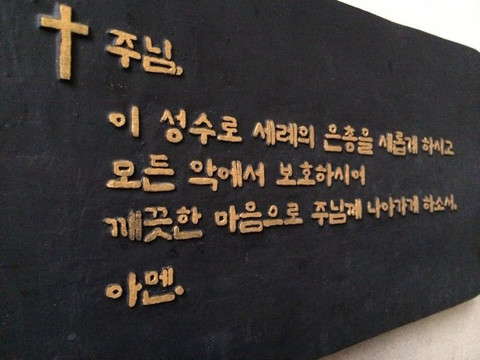 주님,
이 성수로 세례의 은총을 새롭게 하시고
모든 악에서 보호하시어
깨끗한 마음으로 주님께 나아가게 하소서.
아멘.